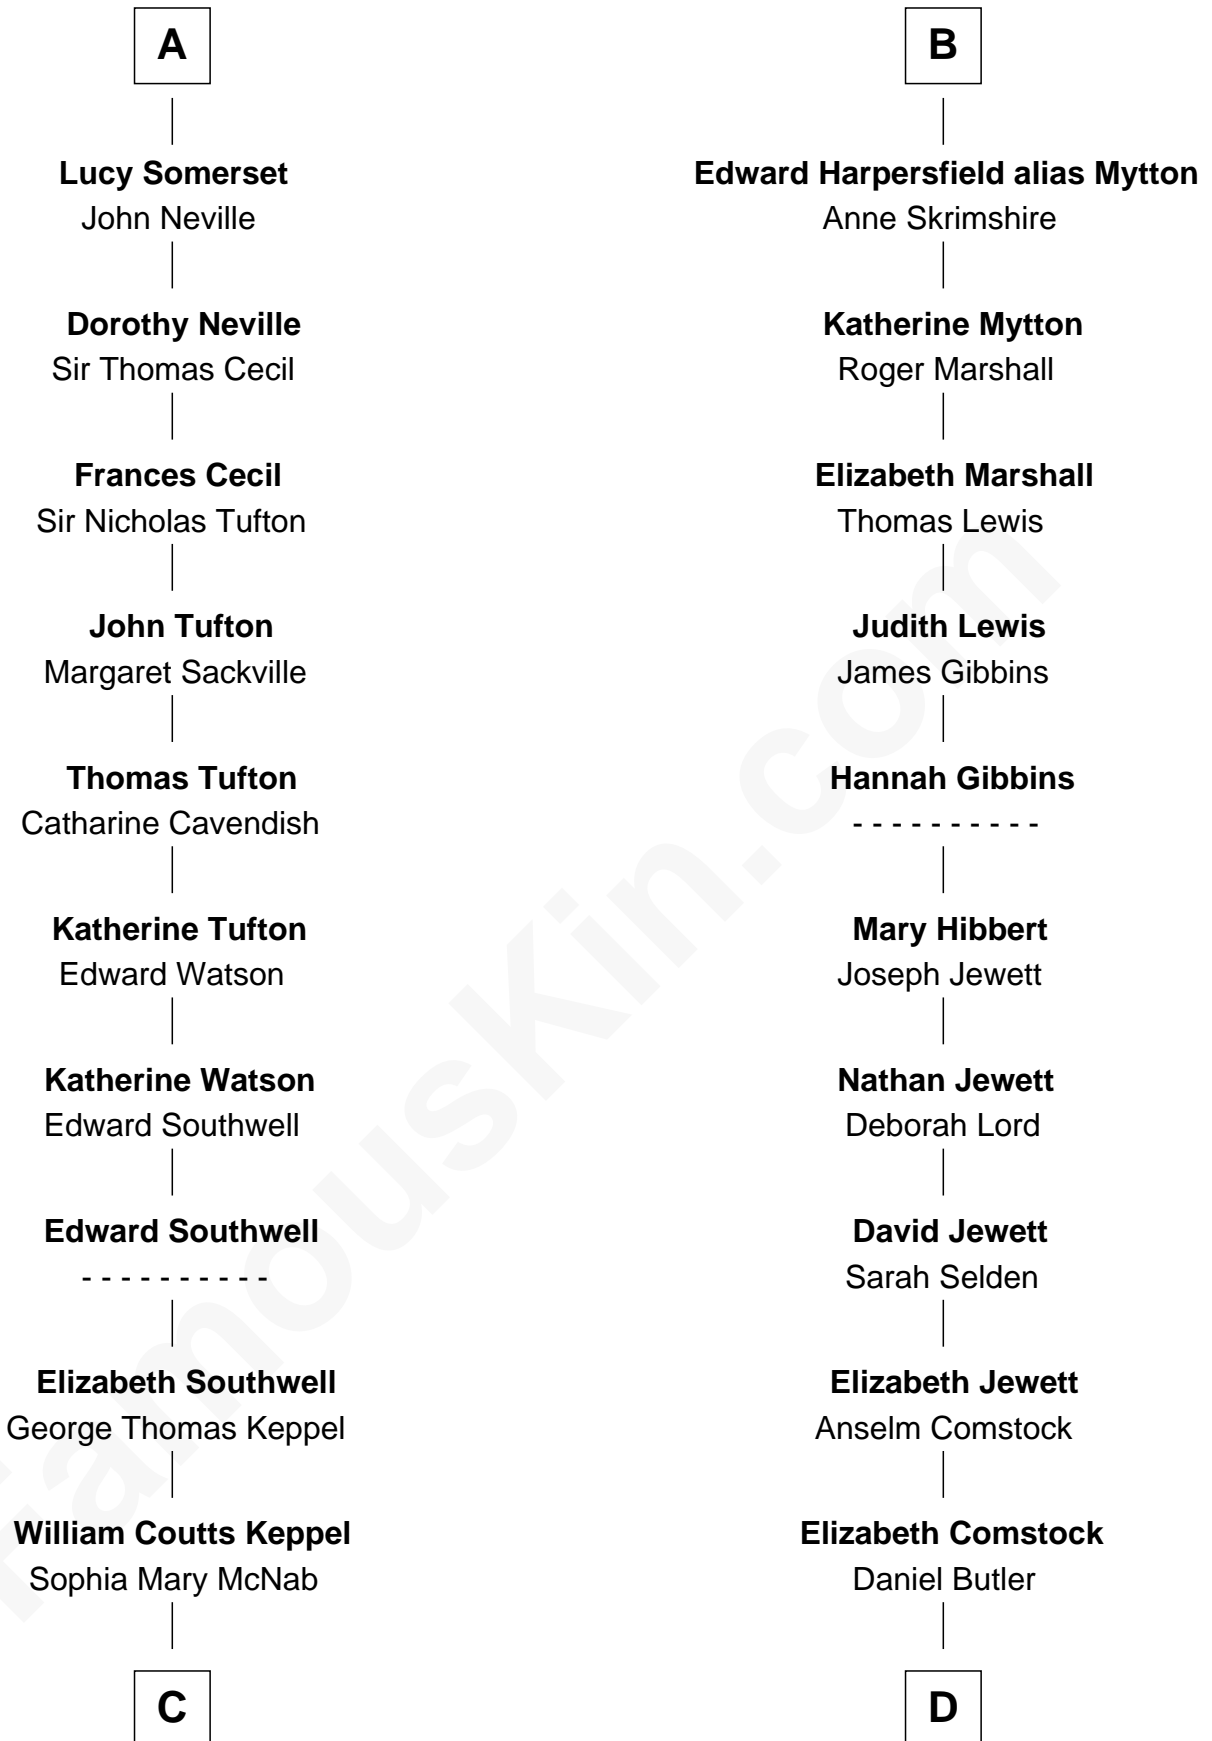 A
Lucy Somerset
John Neville
Dorothy Neville
Sir Thomas Cecil
Frances Cecil
Sir Nicholas Tufton
John Tufton
Margaret Sackville
Thomas Tufton
Catharine Cavendish
Katherine Tufton
Edward Watson
Katherine Watson
Edward Southwell
Edward Southwell
- - - - - - - - - -
Elizabeth Southwell
George Thomas Keppel
William Coutts Keppel
Sophia Mary McNab
C
B
Edward Harpersfield alias Mytton
Anne Skrimshire
Katherine Mytton
Roger Marshall
Elizabeth Marshall
Thomas Lewis
Judith Lewis
James Gibbins
Hannah Gibbins
- - - - - - - - - -
Mary Hibbert
Joseph Jewett
Nathan Jewett
Deborah Lord
David Jewett
Sarah Selden
Elizabeth Jewett
Anselm Comstock
Elizabeth Comstock
Daniel Butler
D
FamousKin.com